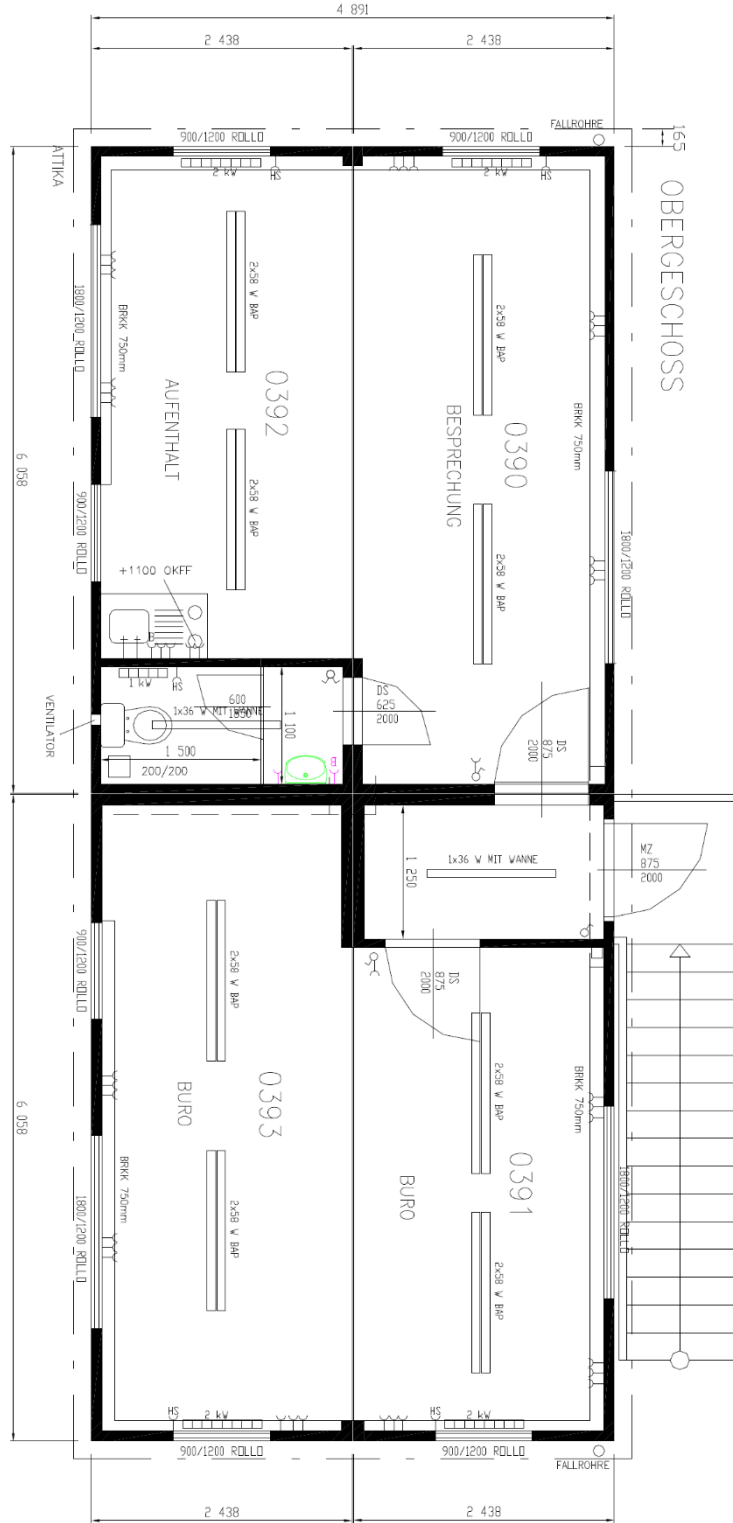 4 891
2 438
2 438
FALLROHRE
165
900/1200 ROLLO
900/1200 ROLLO
ATTIKA
2 kW
HS
2 kW
HS
OBERGESCHOSS
2x58 W BAP
2x58 W BAP
1800/1200 ROLLO
BRKK 750mm
0392
AUFENTHALT
0390
BESPRECHUNG
BRKK 750mm
6 058
2x58 W BAP
2x58 W BAP
900/1200 ROLLO
1800/1200 ROLLO
+1100 OKFF
B
1 kW
HS
600
1850
1x36 W MIT WANNE
1 100
DS
625
2000
DS
875
2000
VENTILATOR
1 500
200/200
B
1 250
1x36 W MIT WANNE
MZ
875
2000
900/1200 ROLLO
2x58 W BAP
DS
875
2000
2x58 W BAP
BRKK 750mm
0393
BURO
0391
BURO
6 058
BRKK 750mm
1800/1200 ROLLO
2x58 W BAP
2x58 W BAP
1800/1200 ROLLO
HS
2 kW
HS
2 kW
900/1200 ROLLO
900/1200 ROLLO
FALLROHRE
2 438
2 438